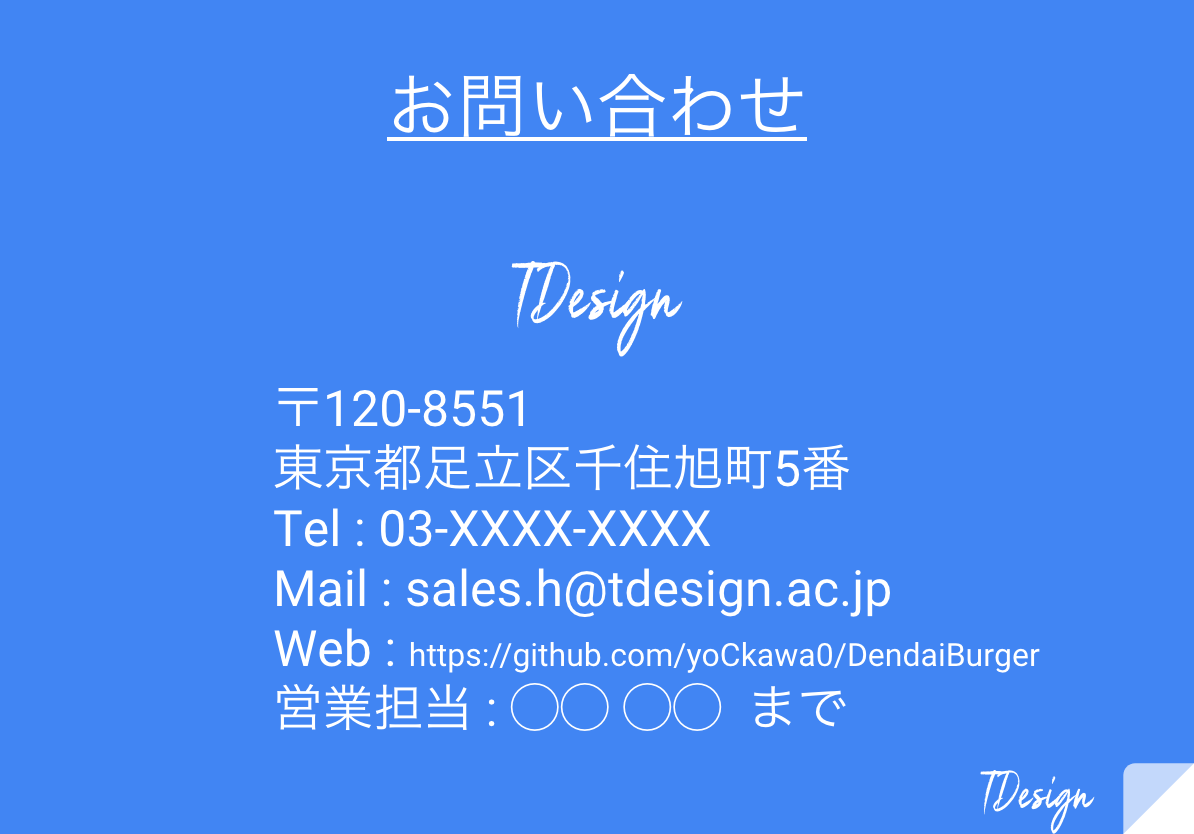 お問い合わせ
TDesign
〒120-8551
東京都足立区千住旭町5番
Tel : 03-XXXX-XXXX
Mail : sales.h@tdesign.ac.jp
Web : https://github.com/yoCkawa0/DendaiBurger
営業担当 : ◯◯ ◯◯ まで
TDesign